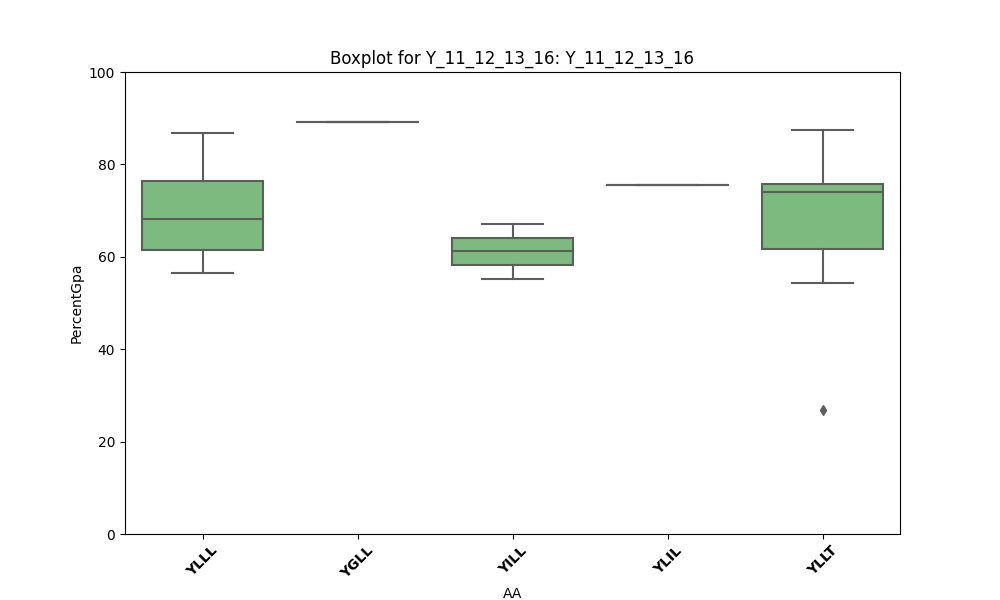 Boxplot for Y_11_12_13_16: Y_11_12_13_16
100
80
60
40
20
0
PercentGpa
YLLL
YGLL
YILL
YLIL
YLLT
AA